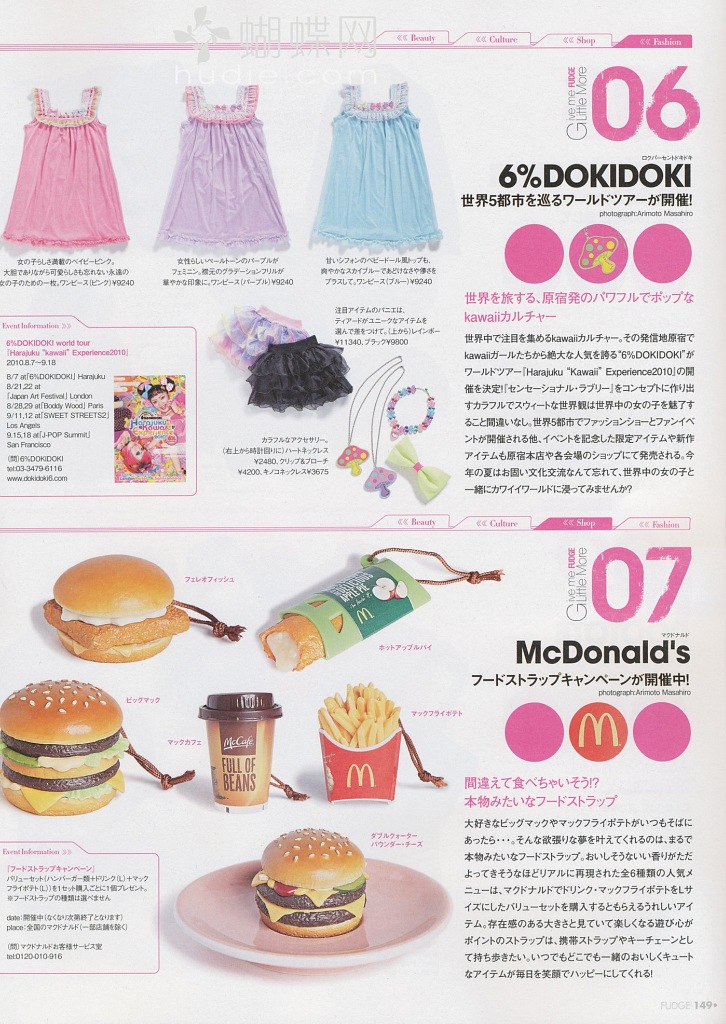 蝴蝶网
hudie.com
<<< Beauty
<<< Culture
<<< Shop
<<< Fashion
Give me FUDGE
Little More
06
ロクパーセントドキドキ
6%DOKIDOKI
世界5都市を巡るワールドツアーが開催!
photograph:Arimoto Masahiro
女の子らしさ満載のベイビーピンク。
大胆でありながら可愛らしさも忘れない永遠の
女の子のための一枚。ワンピース(ピンク)¥9240
女性らしいペールトーンのパープルが
フェミニン。襟元のグラデーションフリルが
華やかな印象に。ワンピース(パープル)¥9240
甘いシフォンのベビードール風トップも、
爽やかなスカイブルーであどけなさや儚さを
プラスして。ワンピース(ブルー)¥9240
世界を旅する、原宿発のパワフルでポップな
kawaiiカルチャー
世界中で注目を集めるkawaiiカルチャー。その発信地原宿で
kawaiiガールたちから絶大な人気を誇る“6%DOKIDOKI”が
ワールドツアー「Harajuku “Kawaii” Experience2010」の開
催を決定!「センセーショナル・ラブリー」をコンセプトに作り出
すカラフルでスウィートな世界観は世界中の女の子を魅了す
ること間違いなし。世界5都市でファッションショーとファンイベ
ントが開催される他、イベントを記念した限定アイテムや新作
アイテムも原宿本店や各会場のショップにて発売される。今
年の夏はお固い文化交流なんて忘れて、世界中の女の子と
一緒にカワイイワールドに浸ってみませんか?
注目アイテムのパニエは、
ティアードがユニークなアイテムを
選んで差をつけて。(上から)レインボー
¥11340、ブラック¥9800
カラフルなアクセサリー。
(右上から時計回りに)ハートネックレス
¥2480、クリップ&ブローチ
¥4200、キノコネックレス¥3675
Event Information >>
6%DOKIDOKI world tour
「Harajuku “kawaii” Experience2010」
2010.8.7〜9.18
8/7 at「6%DOKIDOKI」 Harajuku
8/21,22 at
「Japan Art Festival」 London
8/28,29 at「Boddy Wood」 Paris
9/11,12 at「SWEET STREETS2」
Los Angels
9.15,18 at「J-POP Summit」
San Francisco
(問)6%DOKIDOKI
tel:03-3479-6116
www.dokidoki6.com
Harajuku
Kawaii
Experience
<<< Beauty
<<< Culture
<<< Shop
<<< Fashion
Give me FUDGE
Little More
07
マクドナルド
McDonald's
フードストラップキャンペーンが開催中!
photograph:Arimoto Masahiro
フェレオフィッシュ
DELICIOUS
APPLE PIE
ホットアップルパイ
ビッグマック
マックカフェ
McCafé
FULL OF
BEANS
マックフライポテト
ダブルクォーター
パウンダー・チーズ
間違えて食べちゃいそう!?
本物みたいなフードストラップ
大好きなビッグマックやマックフライポテトがいつもそばに
あったら・・・。そんな欲張りな夢を叶えてくれるのは、まるで
本物みたいなフードストラップ。おいしそうないい香りがただ
よってきそうなほどリアルに再現された全6種類の人気メ
ニューは、マクドナルドでドリンク・マックフライポテトをLサ
イズにしたバリューセットを購入するともらえるうれしいアイ
テム。存在感のある大きさと見ていて楽しくなる遊び心が
ポイントのストラップは、携帯ストラップやキーチェーンとし
て持ち歩きたい。いつでもどこでも一緒のおいしくキュート
なアイテムが毎日を笑顔でハッピーにしてくれる!
Event Information >>
「フードストラップキャンペーン」
バリューセット(ハンバーガー類+ドリンク(L)+マック
フライポテト(L))を1セット購入ごとに1個プレゼント。
※フードストラップの種類は選べません
date:開催中(なくなり次第終了となります)
place:全国のマクドナルド(一部店舗を除く)
(問)マクドナルドお客様サービス室
tel:0120-010-916
FUDGE 149